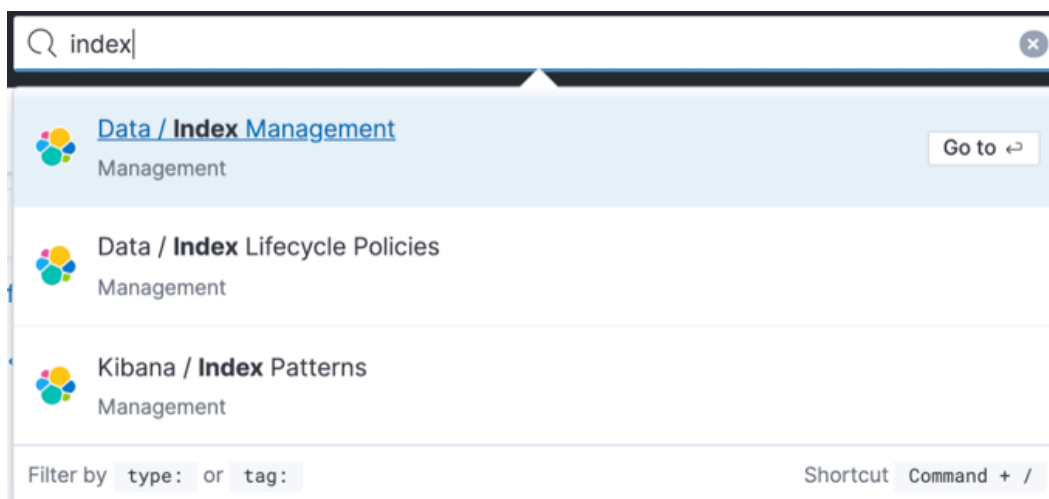 index
Data / Index Management
Go to
Management
Data / Index Lifecycle Policies
Management
Kibana / Index Patterns
Management
Filter by type: or tag: Shortcut Command + /